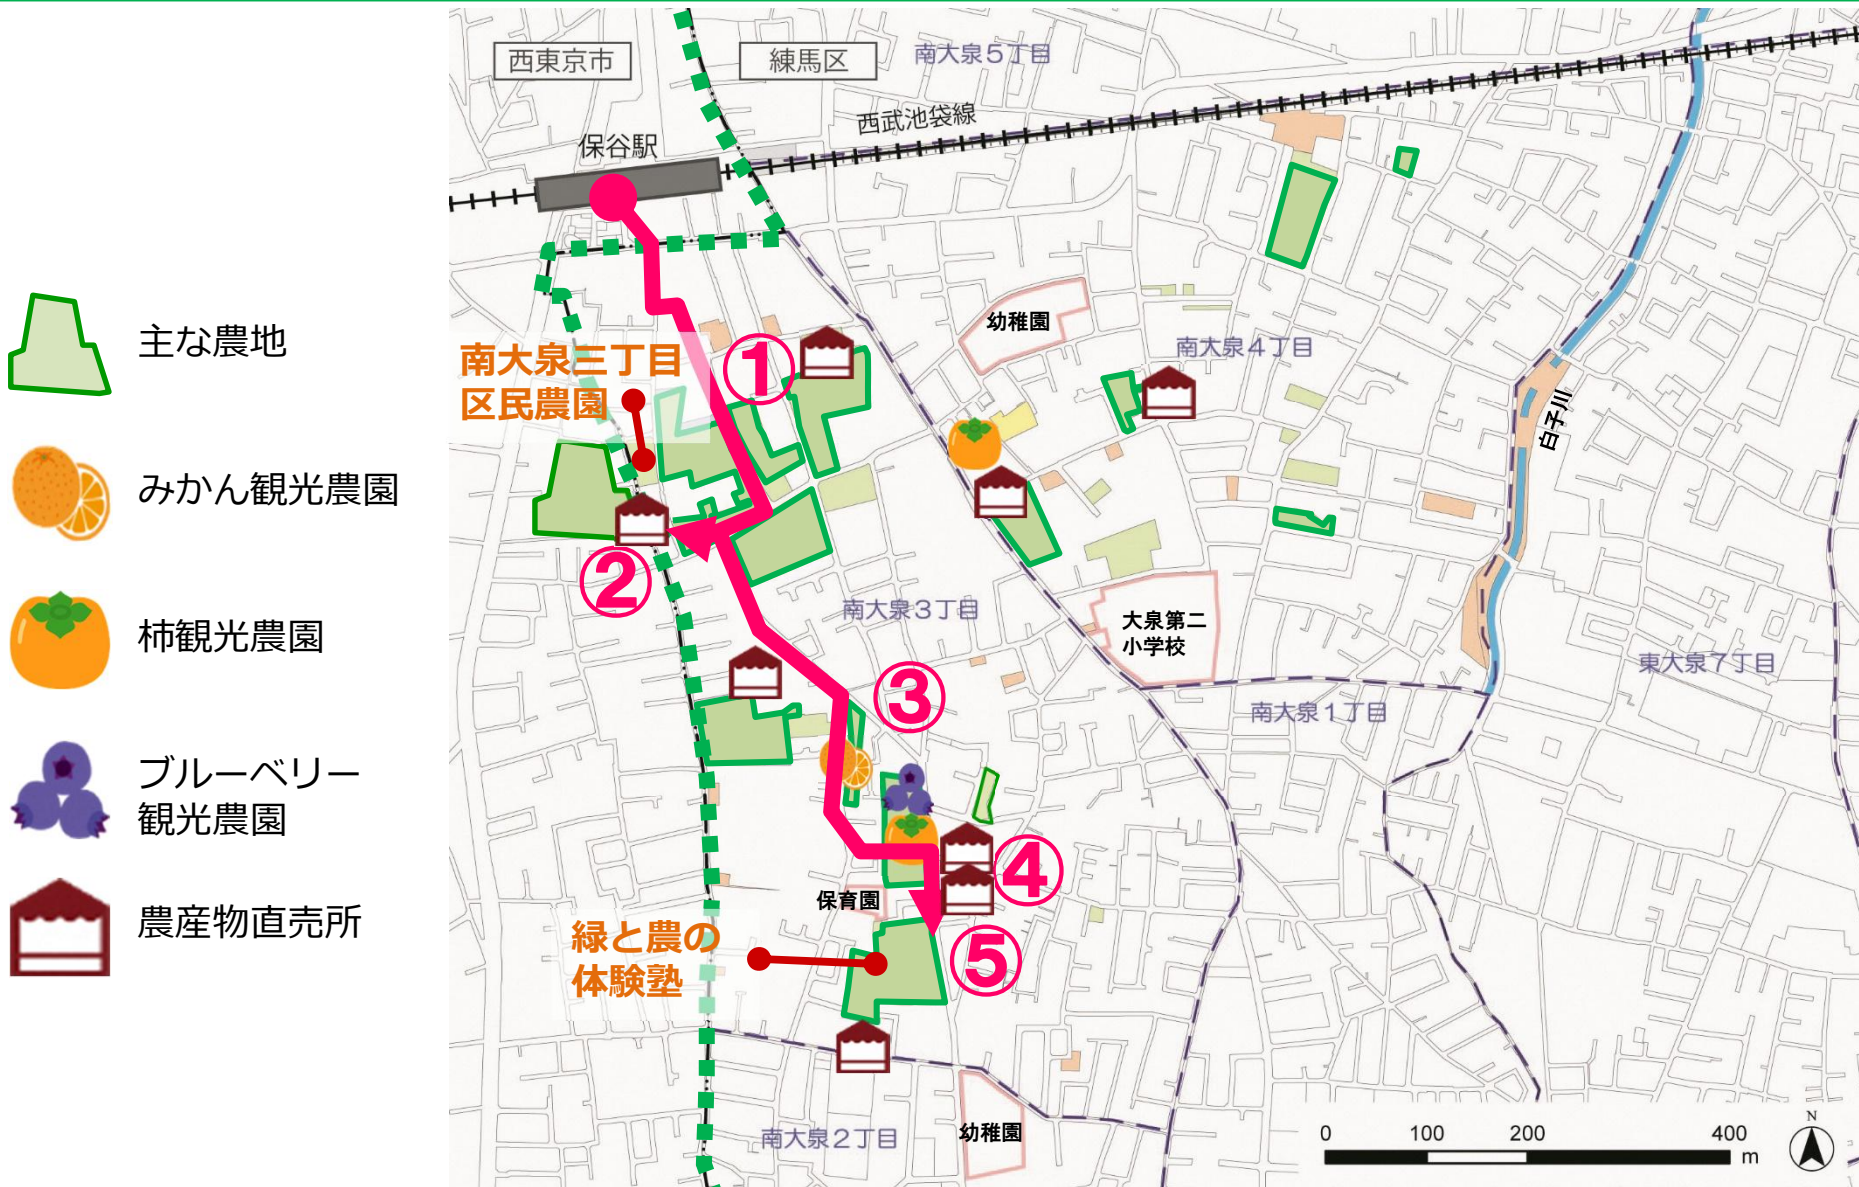 西東京市
練馬区
南大泉5丁目
西武池袋線
保谷駅
主な農地
みかん観光農園
柿観光農園
ブルーベリー
観光農園
農産物直売所
南大泉三丁目
区民農園
①
②
③
④
⑤
幼稚園
南大泉4丁目
白子川
南大泉3丁目
大泉第二
小学校
東大泉7丁目
南大泉1丁目
保育園
緑と農の
体験塾
南大泉2丁目
幼稚園
0 100 200 400
m
N